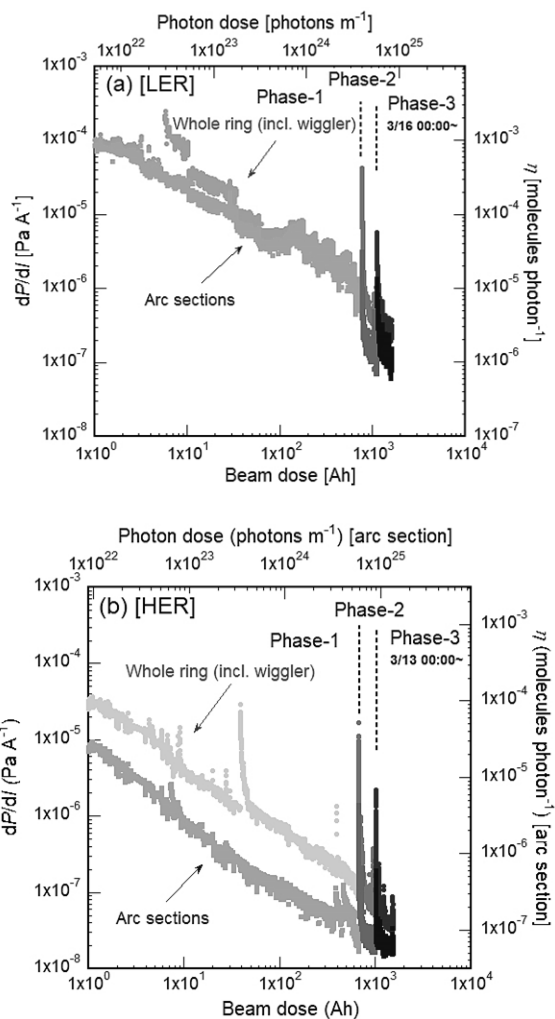 Photon dose [photons m⁻¹]
1x10²² 1x10²³ 1x10²⁴ 1x10²⁵
1x10⁻³
(a) [LER]
Phase-2
Phase-1
Phase-3
3/16 00:00~
Whole ring (incl. wiggler)
1x10⁻⁴
1x10⁻³
1x10⁻⁵
1x10⁻⁴
dP/dI [Pa A⁻¹]
η [molecules photon⁻¹]
1x10⁻⁶
1x10⁻⁵
Arc sections
1x10⁻⁷
1x10⁻⁶
1x10⁻⁸
1x10⁻⁷
1x10⁰ 1x10¹ 1x10² 1x10³ 1x10⁴
Beam dose [Ah]
Photon dose (photons m⁻¹) [arc section]
1x10²² 1x10²³ 1x10²⁴ 1x10²⁵
1x10⁻³
(b) [HER]
Phase-2
1x10⁻³
Phase-1
Phase-3
3/13 00:00~
Whole ring (incl. wiggler)
1x10⁻⁴
1x10⁻⁴
1x10⁻⁵
1x10⁻⁵
dP/dI (Pa A⁻¹)
η (molecules photon⁻¹) [arc section]
1x10⁻⁶
1x10⁻⁶
1x10⁻⁷
Arc sections
1x10⁻⁷
1x10⁻⁸
1x10⁰ 1x10¹ 1x10² 1x10³ 1x10⁴
Beam dose (Ah)